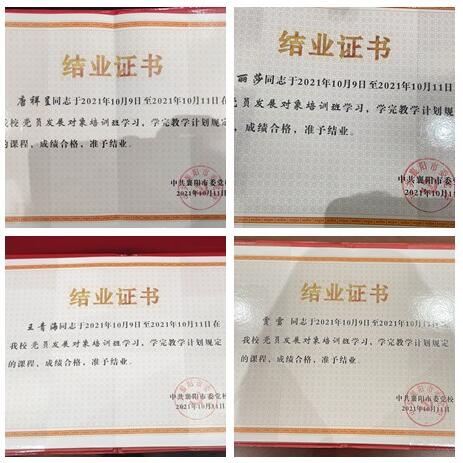 结业证书
唐祥星同志于2021年10月9日至2021年10月11日在
我校党员发展对象培训班学习，学完教学计划规定
的课程，成绩合格，准予结业。
中共襄阳市委党校
2021年10月11日
结业证书
丽莎同志于2021年10月9日至2021年10月11日
党员发展对象培训班学习，学完教学计划规
，成绩合格，准予结业。
中共襄阳市委党
2021年10月11
结业证书
王青海同志于2021年10月9日至2021年10月11日在
我校党员发展对象培训班学习，学完教学计划规定
的课程，成绩合格，准予结业。
中共襄阳市委党校
2021年10月11日
结业证书
贾雷 同志于2021年10月9日至2021年10月11日在
我校党员发展对象培训班学习，学完教学计划规定
的课程，成绩合格，准予结业。
中共襄阳市委党校
2021年10月11日